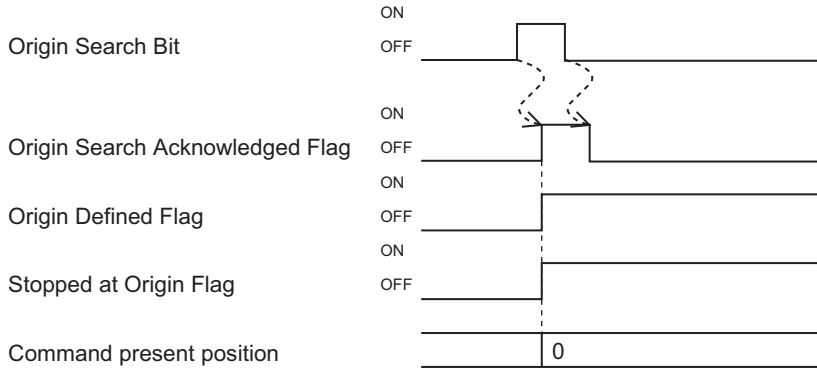 ON
Origin Search Bit OFF
ON
Origin Search Acknowledged Flag OFF
ON
Origin Defined Flag OFF
ON
Stopped at Origin Flag OFF
Command present position 0